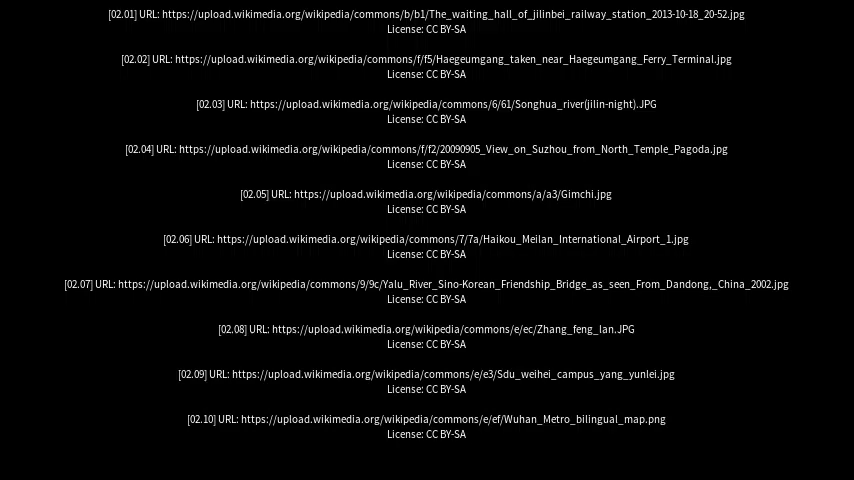 [02.01] URL: https://upload.wikimedia.org/wikipedia/commons/b/b1/The_waiting_hall_of_jilinbei_railway_station_2013-10-18_20-52.jpg
License: CC BY-SA
[02.02] URL: https://upload.wikimedia.org/wikipedia/commons/f/f5/Haegeumgang_taken_near_Haegeumgang_Ferry_Terminal.jpg
License: CC BY-SA
[02.03] URL: https://upload.wikimedia.org/wikipedia/commons/6/61/Songhua_river(jilin-night).JPG
License: CC BY-SA
[02.04] URL: https://upload.wikimedia.org/wikipedia/commons/f/f2/20090905_View_on_Suzhou_from_North_Temple_Pagoda.jpg
License: CC BY-SA
[02.05] URL: https://upload.wikimedia.org/wikipedia/commons/a/a3/Gimchi.jpg
License: CC BY-SA
[02.06] URL: https://upload.wikimedia.org/wikipedia/commons/7/7a/Haikou_Meilan_International_Airport_1.jpg
License: CC BY-SA
[02.07] URL: https://upload.wikimedia.org/wikipedia/commons/9/9c/Yalu_River_Sino-Korean_Friendship_Bridge_as_seen_From_Dandong,_China_2002.jpg
License: CC BY-SA
[02.08] URL: https://upload.wikimedia.org/wikipedia/commons/e/ec/Zhang_feng_lan.JPG
License: CC BY-SA
[02.09] URL: https://upload.wikimedia.org/wikipedia/commons/e/e3/Sdu_weihei_campus_yang_yunlei.jpg
License: CC BY-SA
[02.10] URL: https://upload.wikimedia.org/wikipedia/commons/e/ef/Wuhan_Metro_bilingual_map.png
License: CC BY-SA